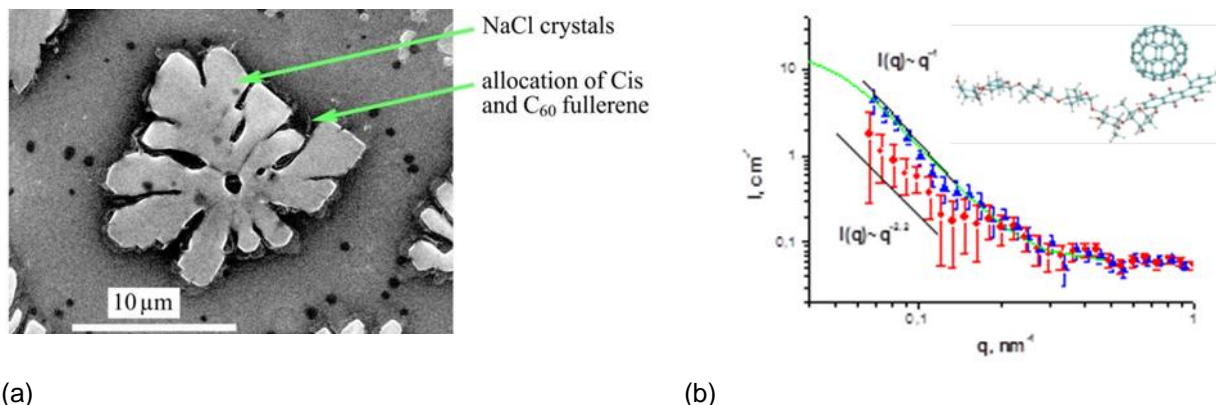 NaCl crystals
allocation of Cis
and C₆₀ fullerene
10 µm
(a)
I(q)~ q⁻⁴
10
1
0,1
I, cm⁻¹
I(q)~ q⁻²·²
0,1
1
q, nm⁻¹
(b)